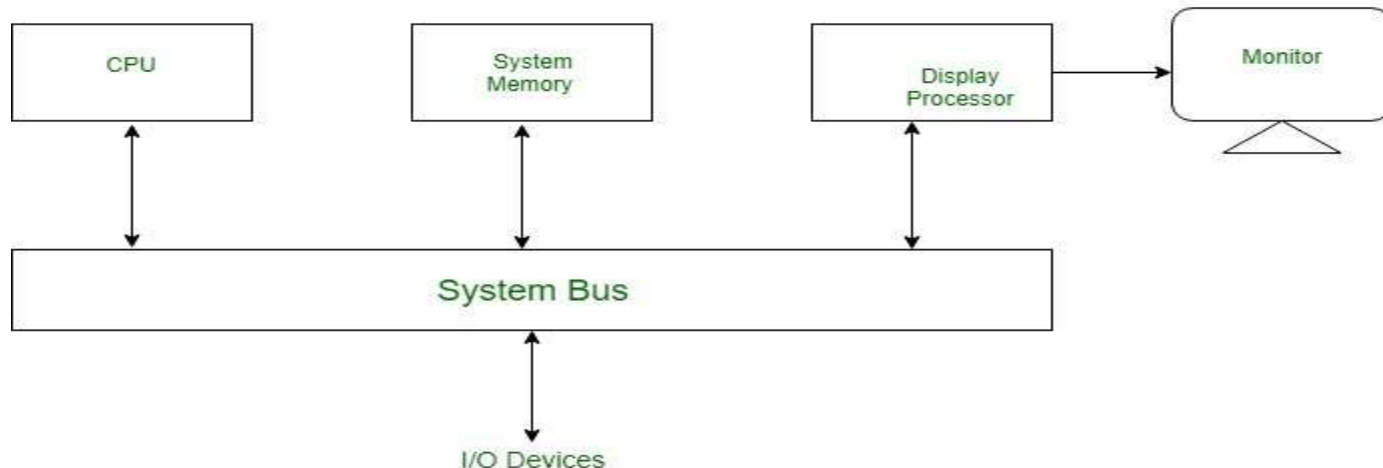 CPU
System
Memory
Display
Processor
Monitor
System Bus
I/O Devices